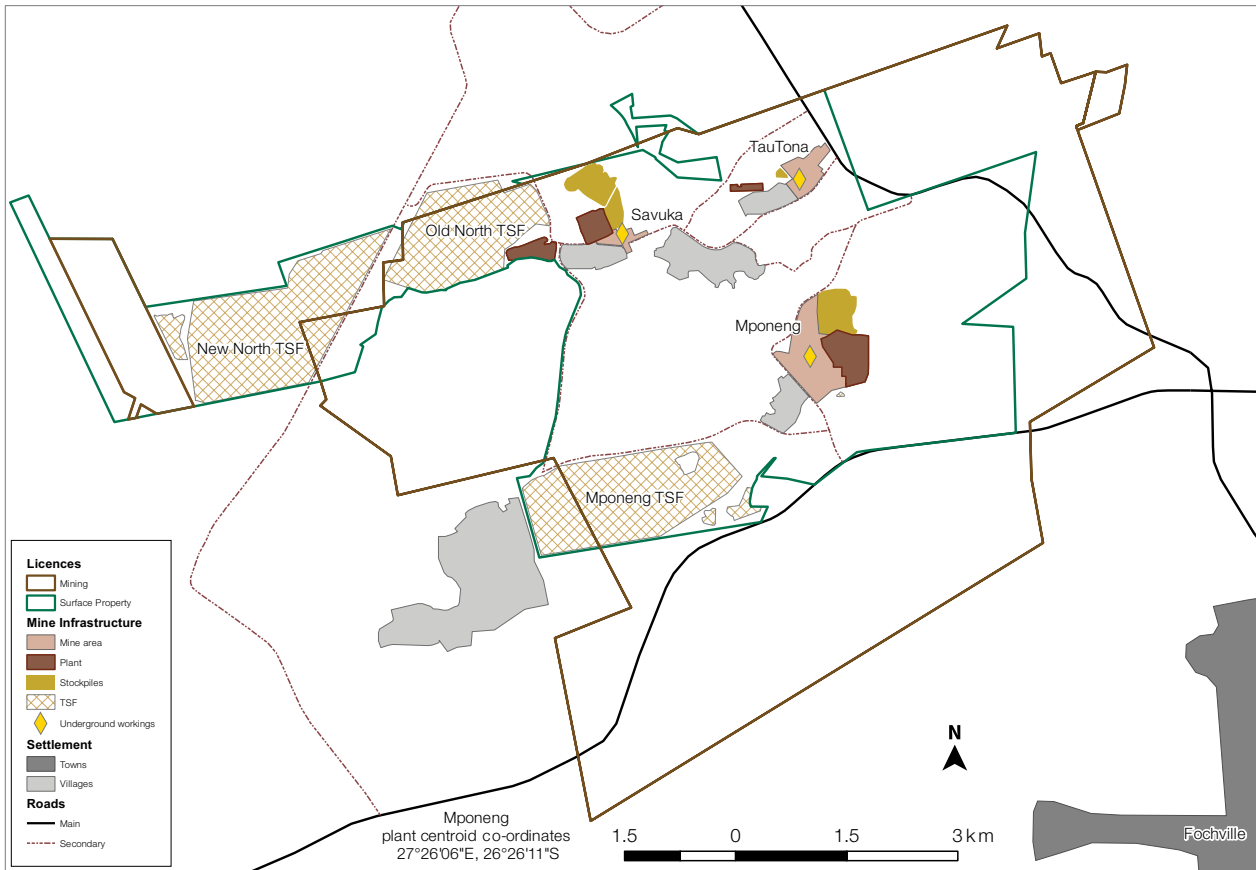 TauTona
Savuka
Old North TSF
Mponeng
New North TSF
Mponeng TSF
Licences
Mining
Surface Property
Mine Infrastructure
Mine area
Plant
Stockpiles
TSF
Underground workings
Settlement
Towns
Villages
Roads
Main
Secondary
N
Mponeng
plant centroid co-ordinates
27°26'06"E, 26°26'11"S
1.5 0 1.5 3 km
Fochville